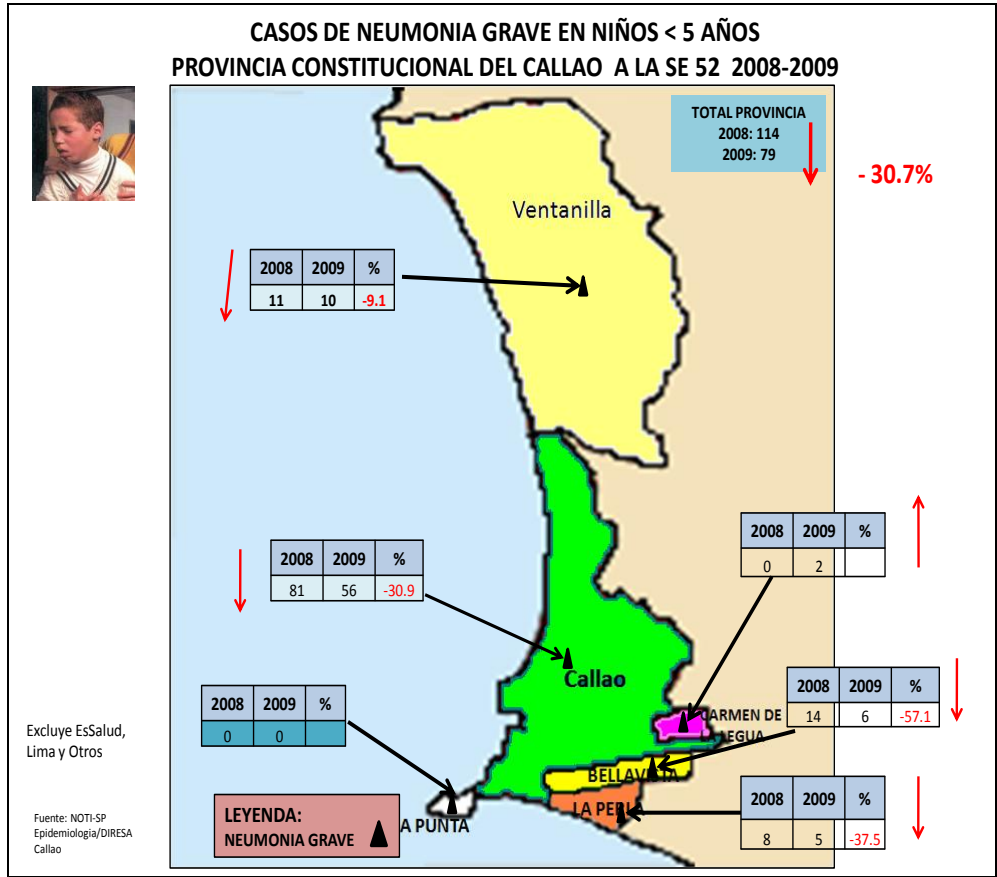 CASOS DE NEUMONIA GRAVE EN NIÑOS < 5 AÑOS
PROVINCIA CONSTITUCIONAL DEL CALLAO A LA SE 52 2008-2009
TOTAL PROVINCIA
2008: 114
2009: 79
- 30.7%
Ventanilla
2008 2009 %
11 10 -9.1
2008 2009 %
0 2
2008 2009 %
81 56 -30.9
Callao
2008 2009 %
14 6 -57.1
2008 2009 %
0 0
CARMEN DE
LA LEGUA
BELLAVISTA
LA PERLA
2008 2009 %
8 5 -37.5
A PUNTA
LEYENDA:
NEUMONIA GRAVE
Excluye EsSalud,
Lima y Otros
Fuente: NOTI-SP
Epidemiologia/DIRESA
Callao